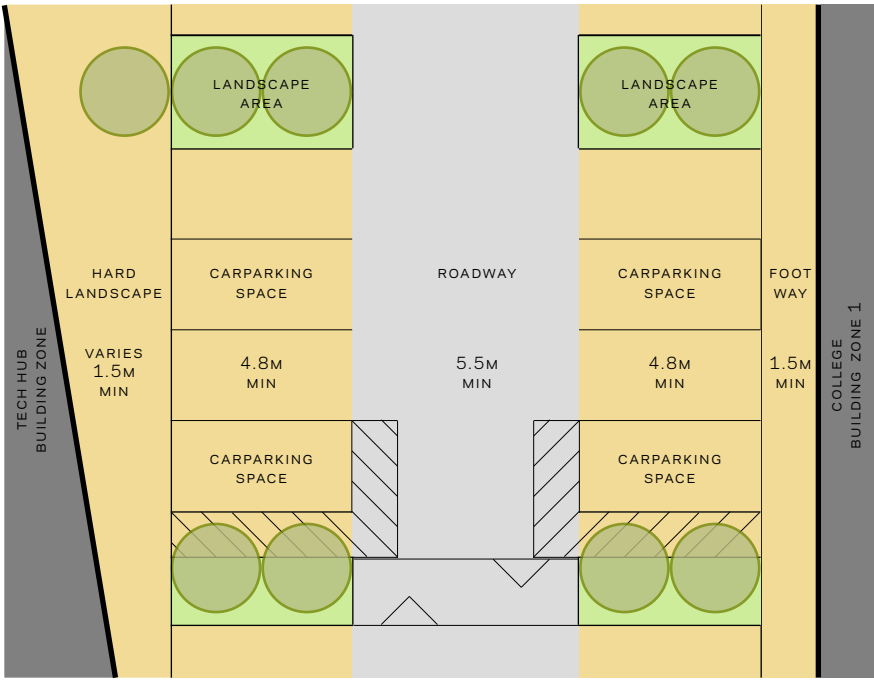 LANDSCAPE
AREA
LANDSCAPE
AREA
HARD
LANDSCAPE
CARPARKING
SPACE
ROADWAY
CARPARKING
SPACE
FOOT
WAY
VARIES
1.5M
MIN
4.8M
MIN
5.5M
MIN
4.8M
MIN
1.5M
MIN
TECH HUB
BUILDING ZONE
COLLEGE
BUILDING ZONE 1
CARPARKING
SPACE
CARPARKING
SPACE